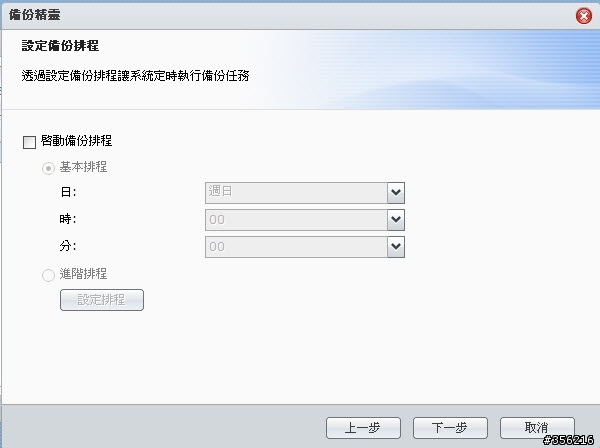 備份精靈
設定備份排程
透過設定備份排程讓系統定時執行備份任務
啓動備份排程
基本排程
日: 週日
時: 00
分: 00
進階排程
設定排程
上一步 下一步 取消
#356216